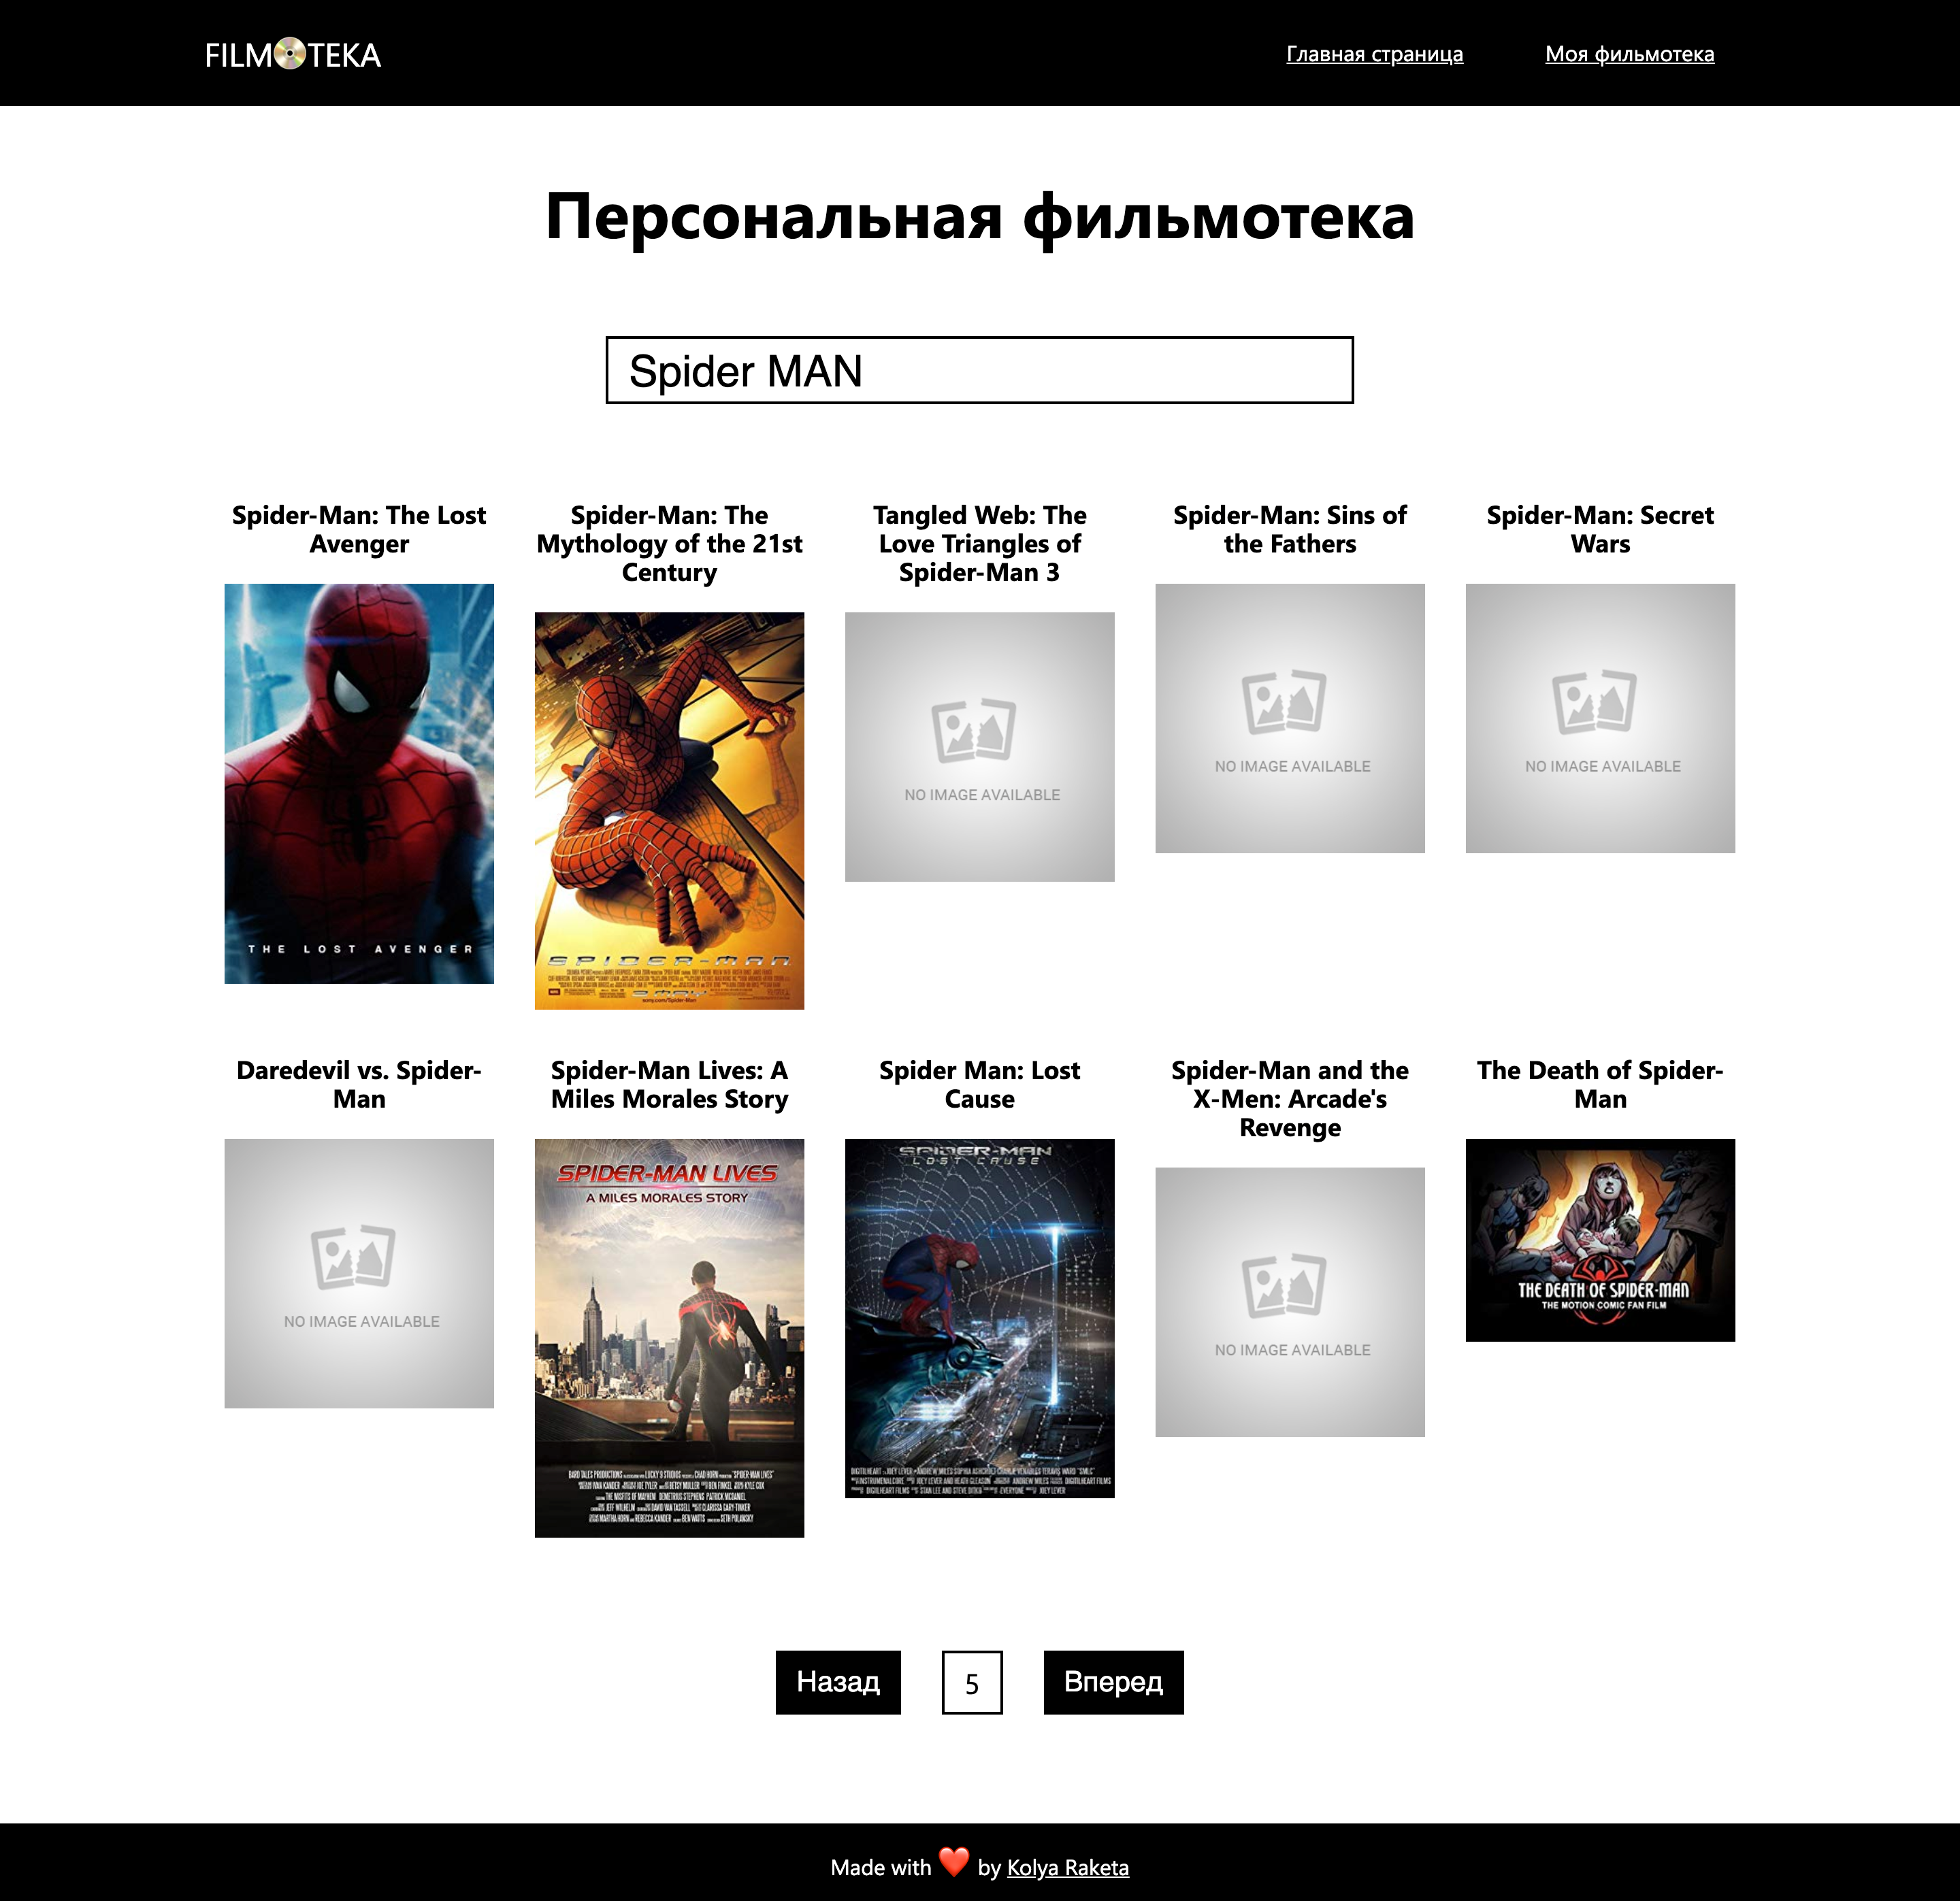 FILM TEKA
Главная страница
Моя фильмотека
Персональная фильмотека
Spider MAN
Spider-Man: The Lost
Avenger
THE LOST AVENGER
Spider-Man: The
Mythology of the 21st
Century
SPIDER-MAN
sony.com/Spider-Man
Tangled Web: The
Love Triangles of
Spider-Man 3
NO IMAGE AVAILABLE
Spider-Man: Sins of
the Fathers
NO IMAGE AVAILABLE
Spider-Man: Secret
Wars
NO IMAGE AVAILABLE
Daredevil vs. Spider-
Man
NO IMAGE AVAILABLE
Spider-Man Lives: A
Miles Morales Story
SPIDER-MAN LIVES
A MILES MORALES STORY
Spider Man: Lost
Cause
SPIDER-MAN
LOST CAUSE
Spider-Man and the
X-Men: Arcade's
Revenge
NO IMAGE AVAILABLE
The Death of Spider-
Man
THE DEATH OF SPIDER-MAN
THE MOTION COMIC FAN FILM
Назад
5
Вперед
Made with ❤️ by Kolya Raketa